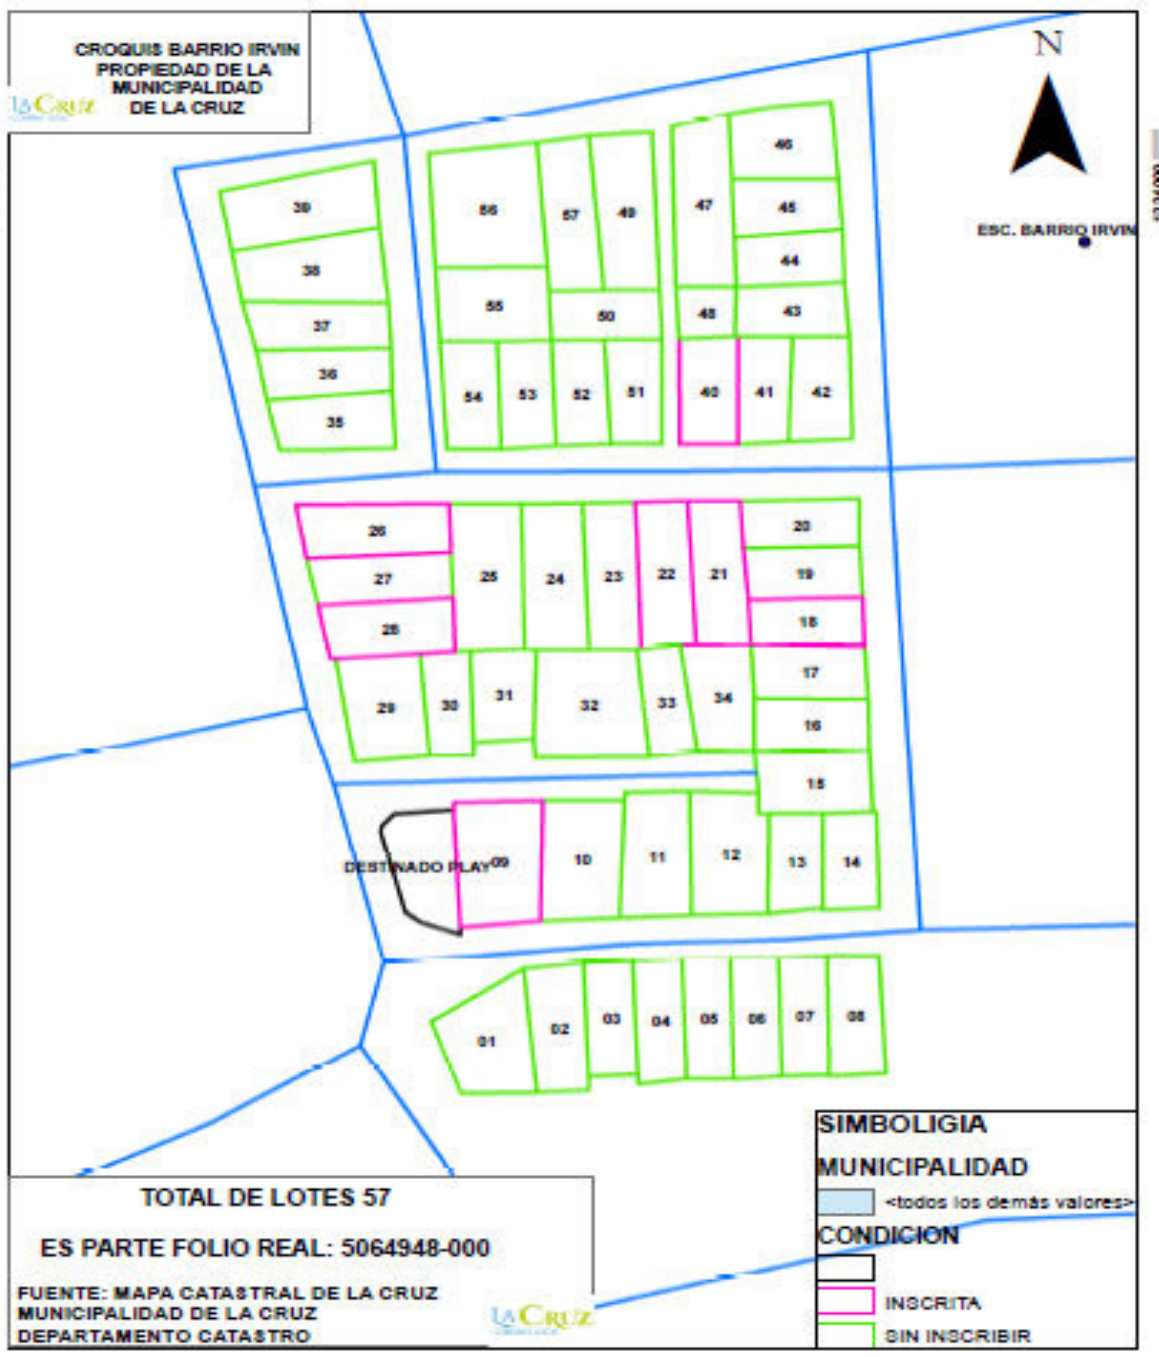 CROQUIS BARRIO IRVIN
PROPIEDAD DE LA
MUNICIPALIDAD
DE LA CRUZ
LA CRUZ
N
ESC. BARRIO IRVIN
39
38
37
36
35
56
57
49
55
50
54
53
52
51
47
46
45
44
48
43
40
41
42
26
27
28
25
24
23
22
21
20
19
18
29
30
31
32
33
34
17
16
15
DESTINADO PLAY
09
10
11
12
13
14
01
02
03
04
05
06
07
08
TOTAL DE LOTES 57
ES PARTE FOLIO REAL: 5064948-000
FUENTE: MAPA CATASTRAL DE LA CRUZ
MUNICIPALIDAD DE LA CRUZ
DEPARTAMENTO CATASTRO
LA CRUZ
SIMBOLIGIA
MUNICIPALIDAD
<todos los demás valores>
CONDICION
INSCRITA
SIN INSCRIBIR